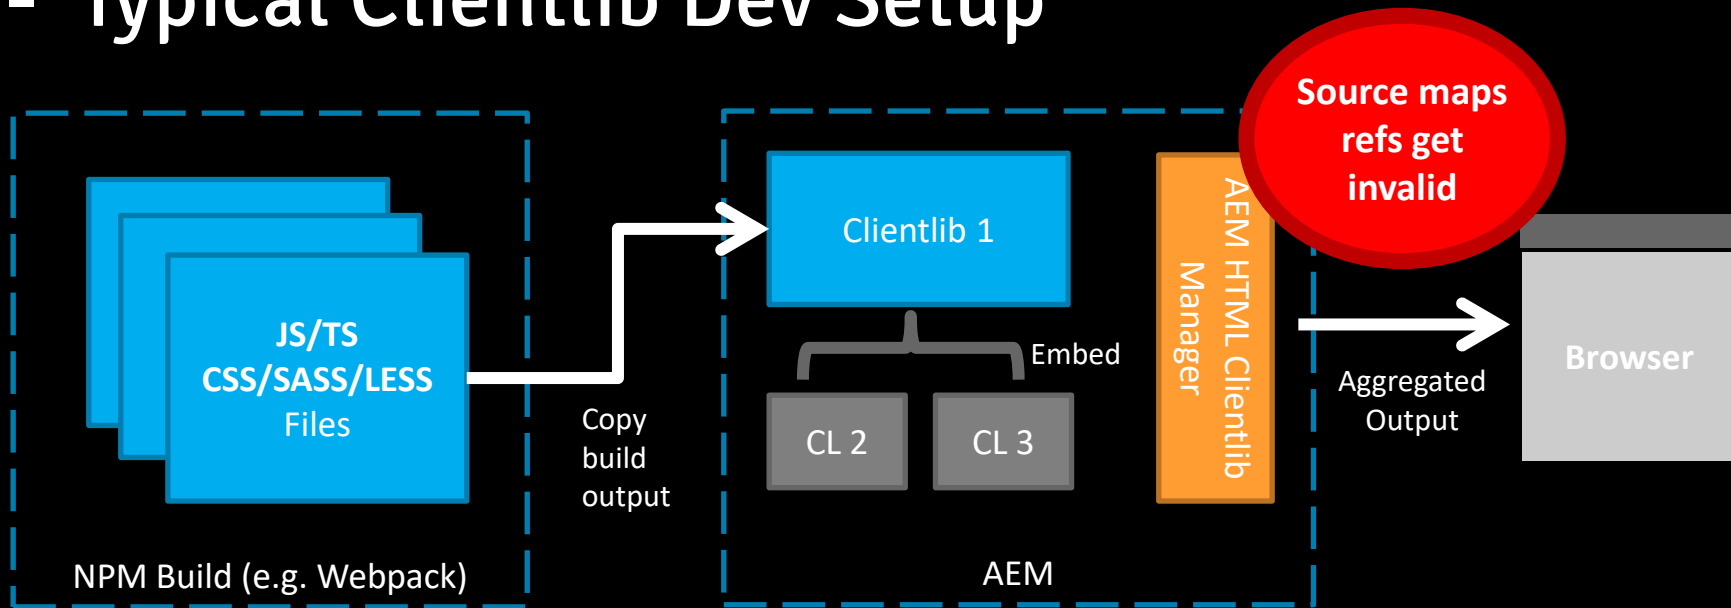 - Typical Clientlib Dev Setup
Source maps
refs get
invalid
JS/TS
CSS/SASS/LESS
Files
NPM Build (e.g. Webpack)
Copy
build
output
Clientlib 1
Embed
CL 2
CL 3
AEM HTML Clientlib
Manager
AEM
Aggregated
Output
Browser